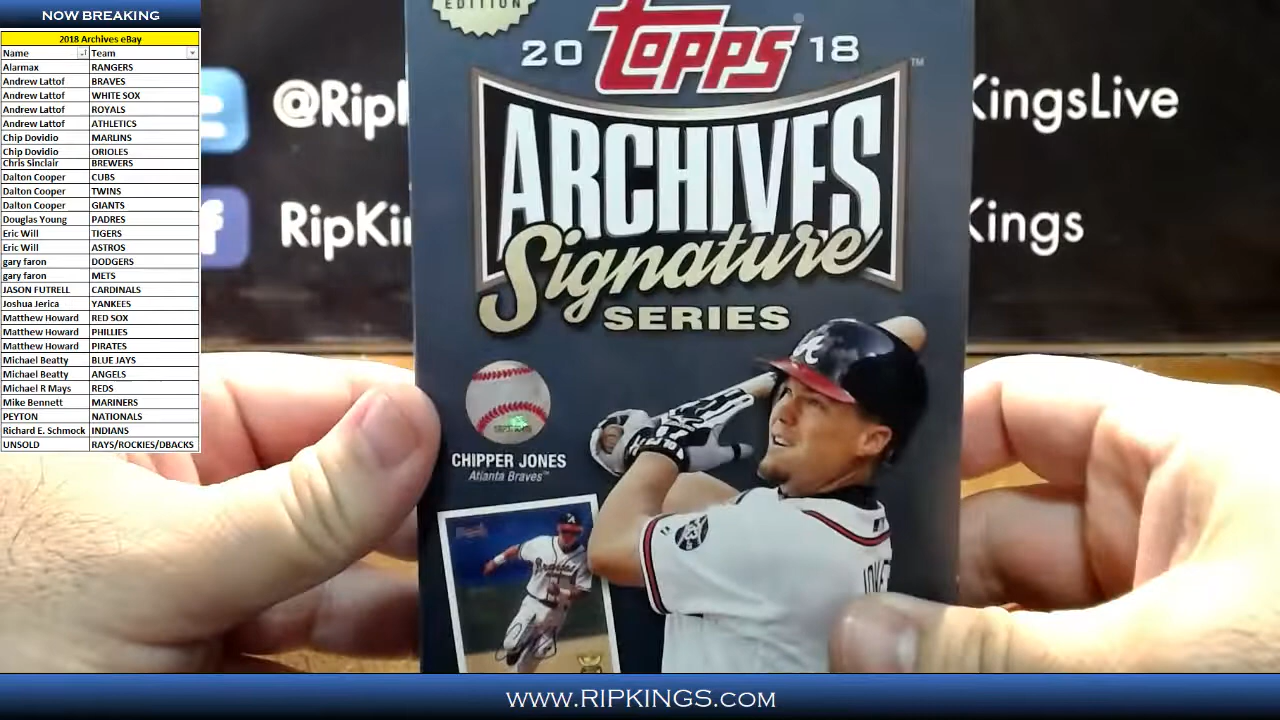 NOW BREAKING
2018 Archives eBay
Name Team
Alarmax RANGERS
Andrew Lattof BRAVES
Andrew Lattof WHITE SOX
Andrew Lattof ROYALS
Andrew Lattof ATHLETICS
Chip Dovidio MARLINS
Chip Dovidio ORIOLES
Chris Sinclair BREWERS
Dalton Cooper CUBS
Dalton Cooper TWINS
Dalton Cooper GIANTS
Douglas Young PADRES
Eric Will TIGERS
Eric Will ASTROS
gary faron DODGERS
gary faron METS
JASON FUTRELL CARDINALS
Joshua Jerica YANKEES
Matthew Howard RED SOX
Matthew Howard PHILLIES
Matthew Howard PIRATES
Michael Beatty BLUE JAYS
Michael Beatty ANGELS
Michael R Mays REDS
Mike Bennett MARINERS
PEYTON NATIONALS
Richard E. Schmock INDIANS
UNSOLD RAYS/ROCKIES/DBACKS
EDITION
20 Topps 18
ARCHIVES TM
Signature
SERIES
@Rip KingsLive
RipKi Kings
CHIPPER JONES
Atlanta Braves™
WWW.RIPKINGS.COM